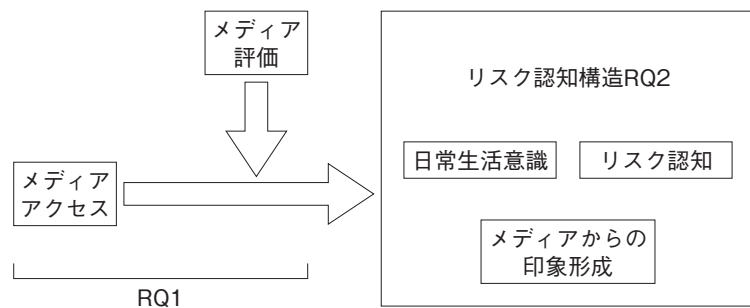 メディア
評価
リスク認知構造RQ2
日常生活意識
リスク認知
メディア
アクセス
メディアからの
印象形成
RQ1